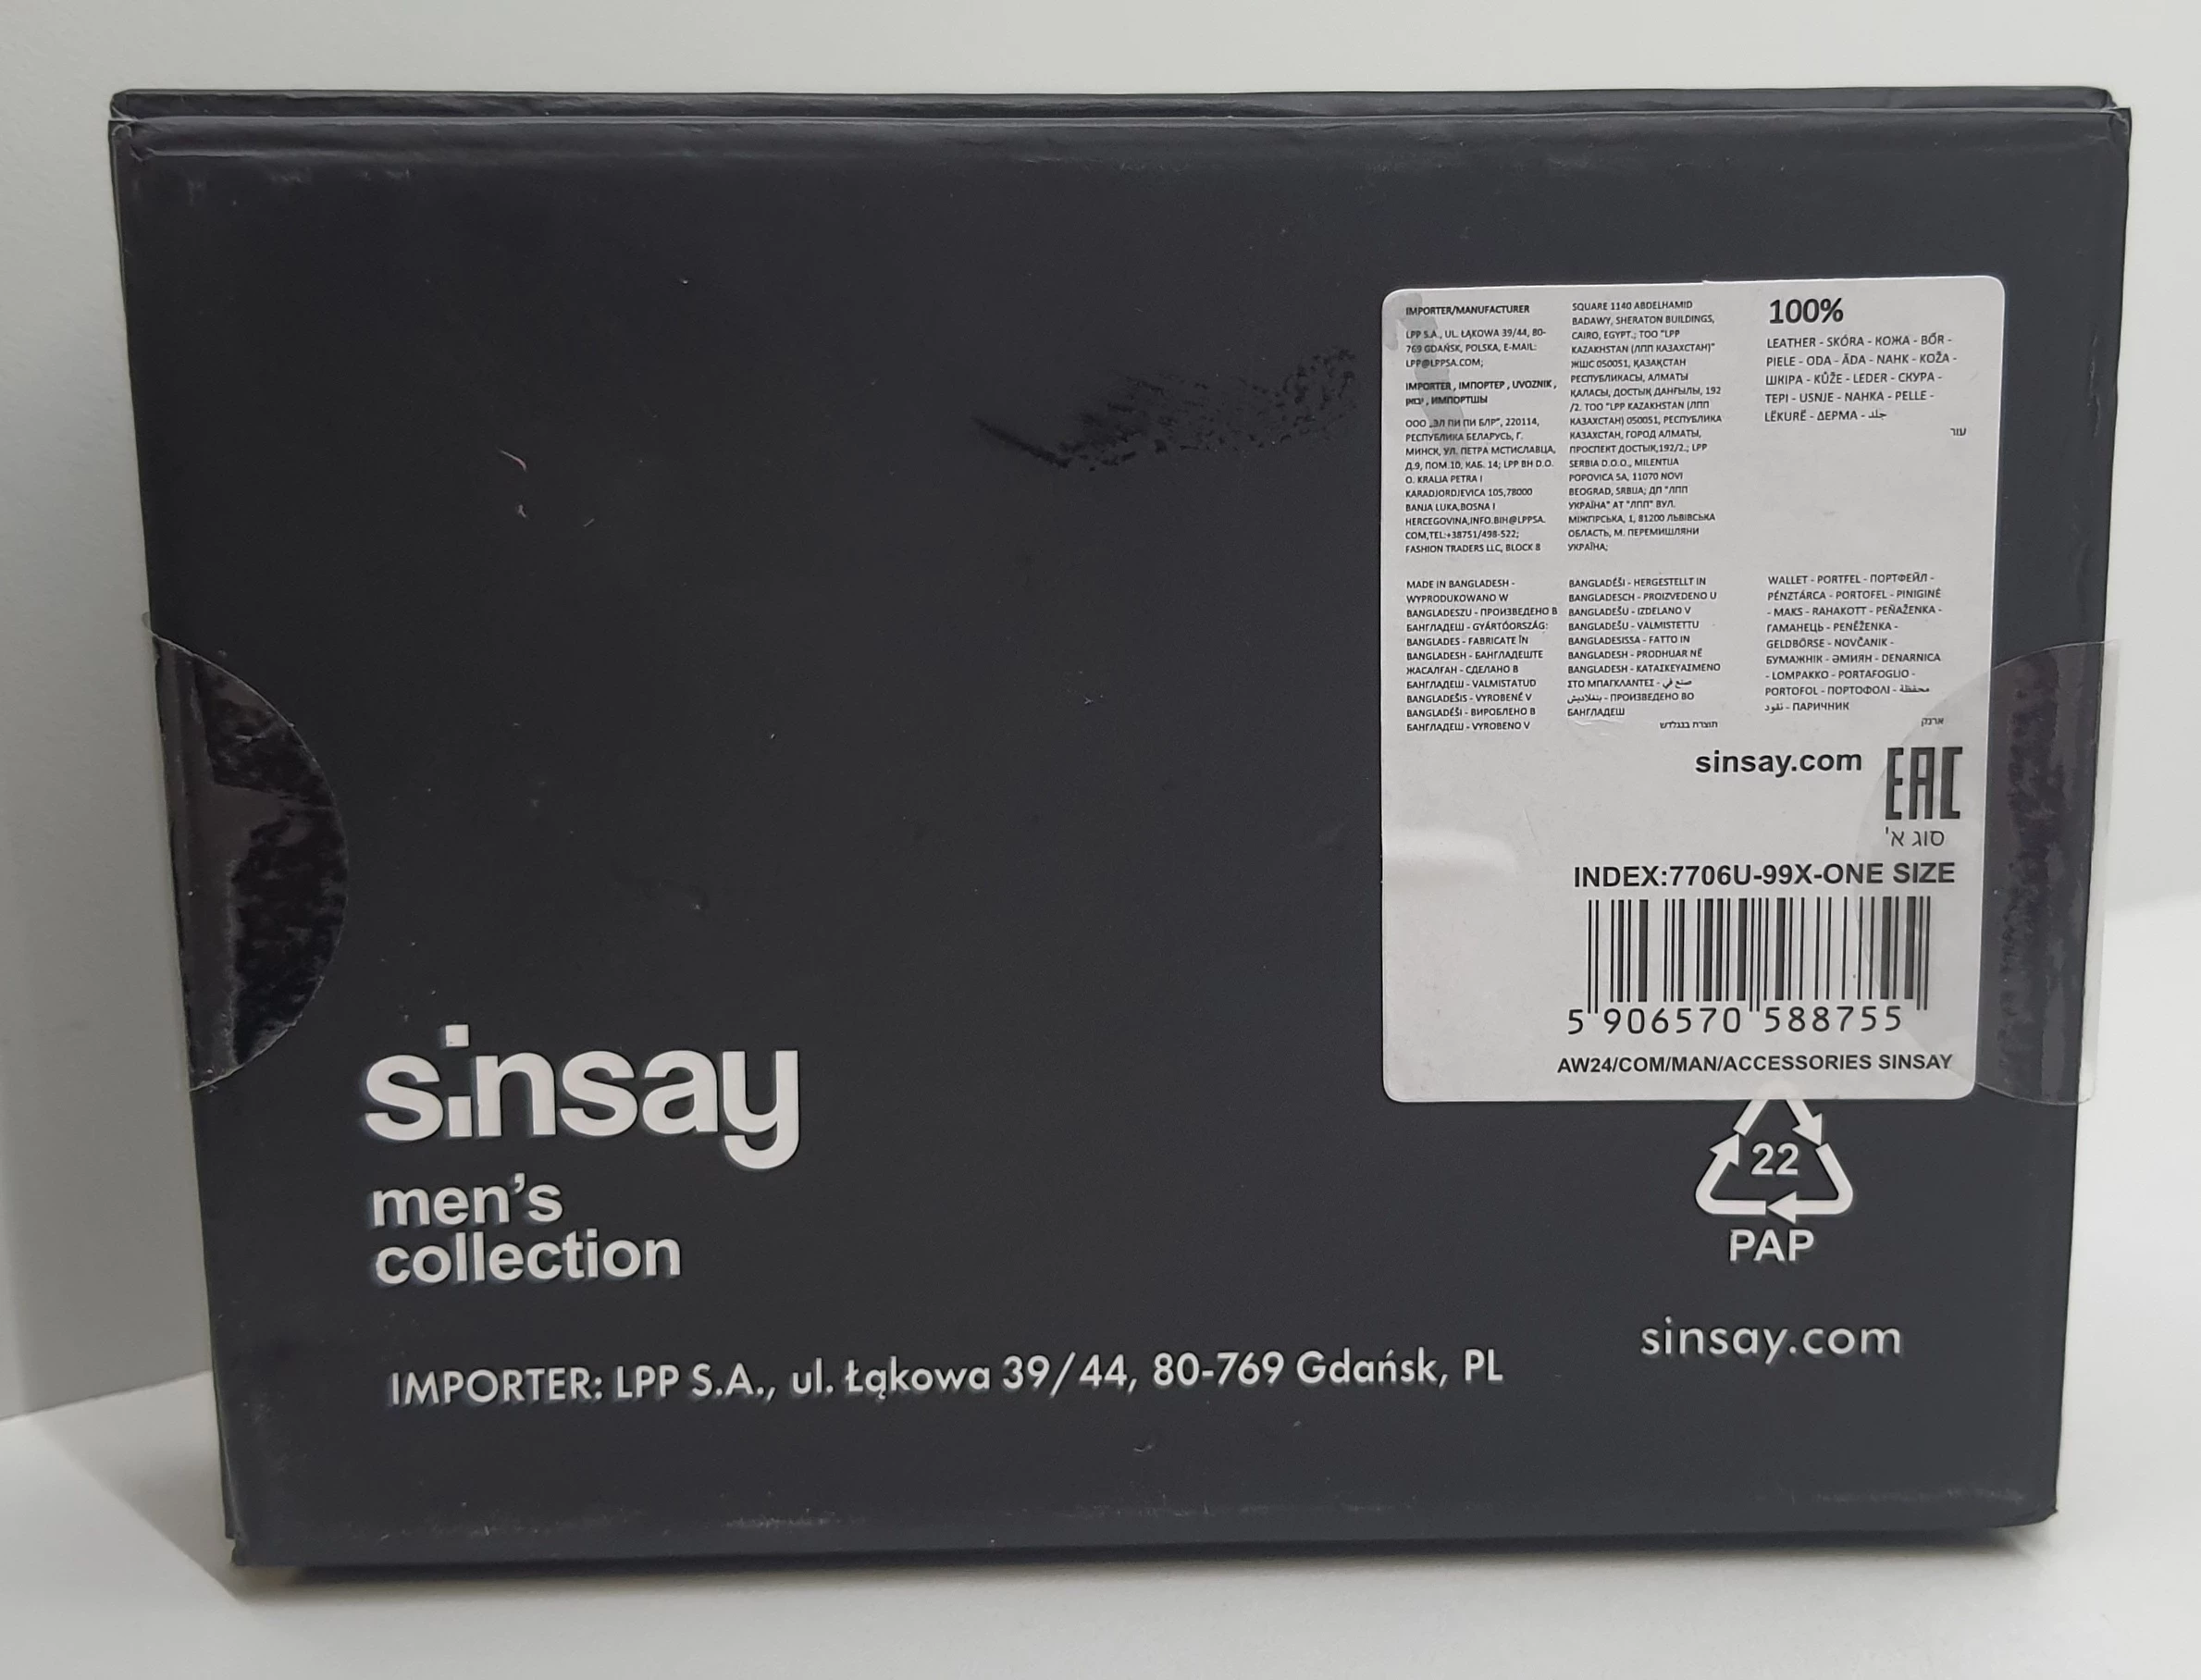 IMPORTER/MANUFACTURER
LPP S.A., UL. ŁĄKOWA 39/44, 80-
769 GDAŃSK, POLSKA, E-MAIL:
LPP@LPPSA.COM;
IMPORTER, ІМПОРТЕР, UVOZNIK,
יבואן, ИМПОРТШЫ
ООО „ЭЛ ПИ ПИ БЛР", 220114,
РЕСПУБЛИКА БЕЛАРУСЬ, Г.
МИНСК, УЛ. ПЕТРА МСТИСЛАВЦА,
Д.9, ПОМ.10, КАБ. 14; LPP BH D.O.
O. KRALJA PETRA I
KARADJORDJEVICA 105,78000
BANJA LUKA,BOSNA I
HERCEGOVINA,INFO.BIH@LPPSA.
COM,TEL:+38751/498-522;
FASHION TRADERS LLC, BLOCK 8
SQUARE 1140 ABDELHAMID
BADAWY, SHERATON BUILDINGS,
CAIRO, EGYPT.; ТОО "LPP
KAZAKHSTAN (ЛПП КАЗАХСТАН)"
ЖШС 050051, ҚАЗАҚСТАН
РЕСПУБЛИКАСЫ, АЛМАТЫ
ҚАЛАСЫ, ДОСТЫҚ ДАҢҒЫЛЫ, 192
/2. ТОО "LPP KAZAKHSTAN (ЛПП
КАЗАХСТАН) 050051, РЕСПУБЛИКА
КАЗАХСТАН, ГОРОД АЛМАТЫ,
ПРОСПЕКТ ДОСТЫҚ,192/2.; LPP
SERBIA D.O.O., MILENTIJA
POPOVICA 5A, 11070 NOVI
BEOGRAD, SRBIJA; ДП "ЛПП
УКРАЇНА" АТ "ЛПП" ВУЛ.
МІЖГІРСЬКА, 1, 81200 ЛЬВІВСЬКА
ОБЛАСТЬ, М. ПЕРЕМИШЛЯНИ
УКРАЇНА;
100%
LEATHER - SKÓRA - КОЖА - BŐR -
PIELE - ODA - ĀDA - NAHK - KOŽA -
ШКІРА - KŮŽE - LEDER - СКУРА -
ТЕРІ - USNJE - NAHKA - PELLE -
LËKURË - ΔΕΡΜΑ - جلد
עור
MADE IN BANGLADESH -
WYPRODUKOWANO W
BANGLADESZU - ПРОИЗВЕДЕНО В
БАНГЛАДЕШ - GYÁRTÓORSZÁG:
BANGLADES - FABRICATE ÎN
BANGLADESH - БАНГЛАДЕШТЕ
ЖАСАЛҒАН - СДЕЛАНО В
БАНГЛАДЕШ - VALMISTATUD
BANGLADEŠIS - VYROBENÉ V
BANGLADÉŠI - ВИРОБЛЕНО В
БАНГЛАДЕШ - VYROBENO V
BANGLADÉŠI - HERGESTELLT IN
BANGLADESCH - PROIZVEDENO U
BANGLADEŠU - IZDELANO V
BANGLADEŠU - VALMISTETTU
BANGLADESISSA - FATTO IN
BANGLADESH - PRODHUAR NË
BANGLADESH - ΚΑΤΑΣΚΕΥΑΣΜΕΝΟ
ΣΤΟ ΜΠΑΓΚΛΑΝΤΕΣ - صنع في
بنغلاديش - ПРОИЗВЕДЕНО ВО
БАНГЛАДЕШ
תוצרת בנגלדש
WALLET - PORTFEL - ПОРТФЕЙЛ -
PÉNZTÁRCA - PORTOFEL - PINIGINĖ
- MAKS - RAHAKOTT - PEŇAŽENKA -
ГАМАНЕЦЬ - PENĚŽENKA -
GELDBÖRSE - NOVČANIK -
БУМАЖНІК - ӘМИЯН - DENARNICA
- LOMPAKKO - PORTAFOGLIO -
PORTOFOL - ΠΟΡΤΟΦΟΛΙ - محفظة
نقود - ПАРИЧНИК
ארנק
sinsay.com
EAC
סוג א'
INDEX:7706U-99X-ONE SIZE
5 906570 588755
AW24/COM/MAN/ACCESSORIES SINSAY
sinsay
men's
collection
22
PAP
sinsay.com
IMPORTER: LPP S.A., ul. Łąkowa 39/44, 80-769 Gdańsk, PL